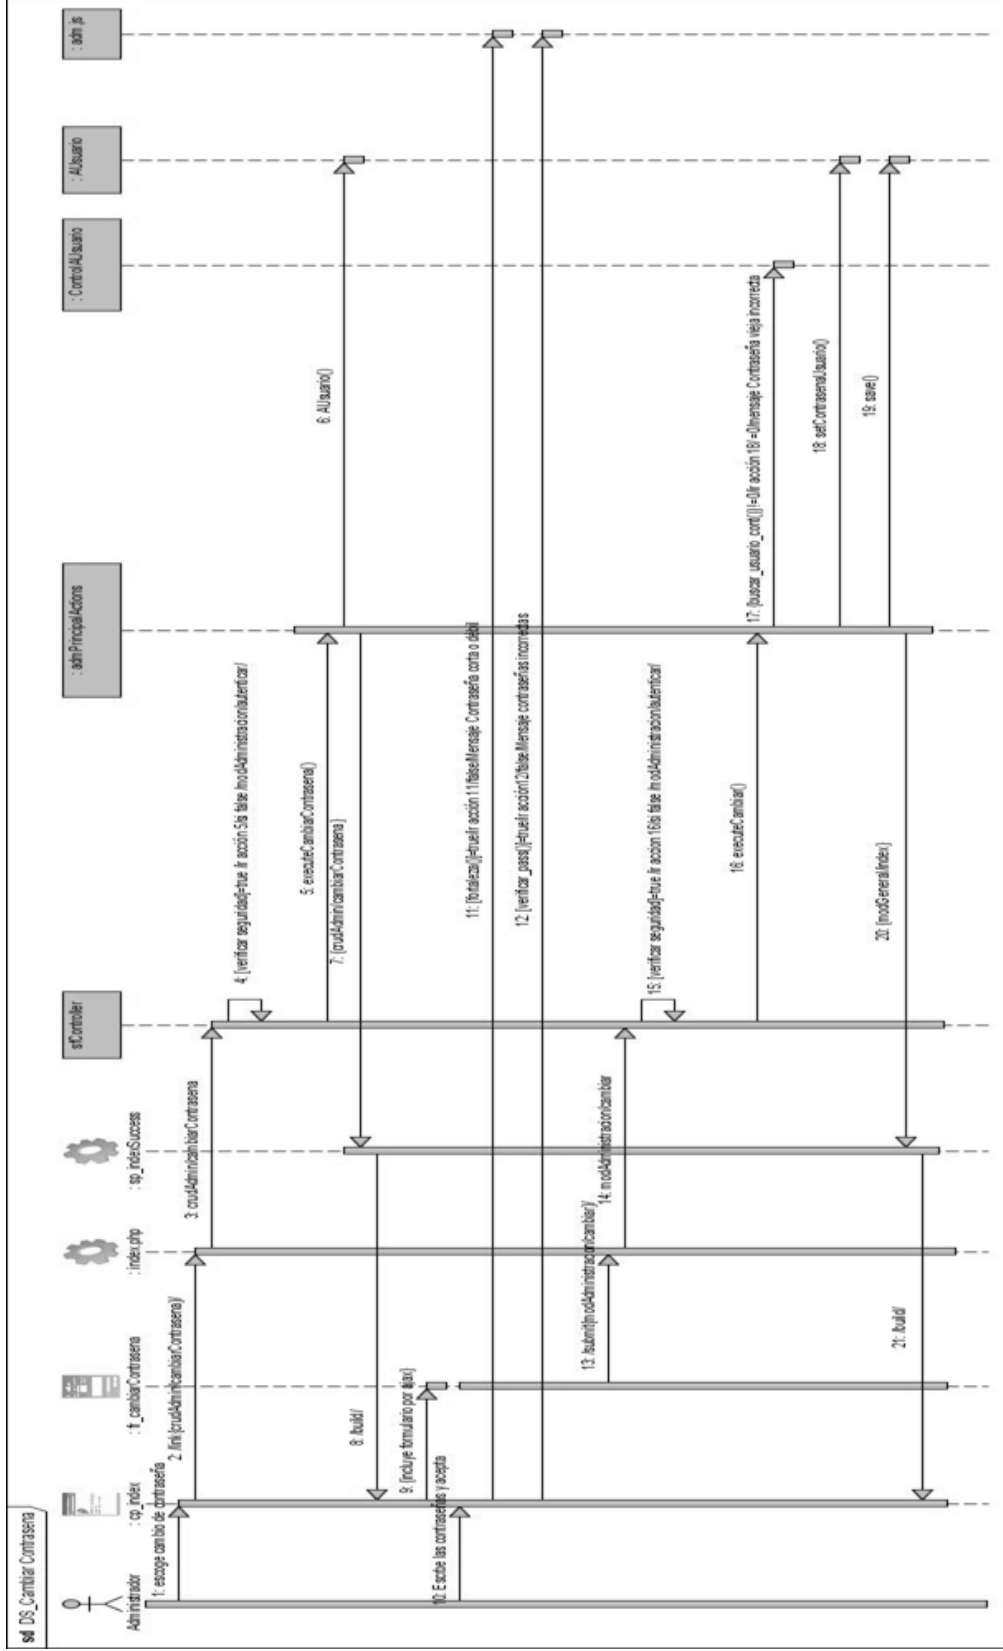 sd DS_Cambiar Contrasena
Administrador
: cp_index
: fr_cambiarContrasena
: index.php
: sp_indexSuccess
sfController
: admPrincipalActions
: ControlAUsuario
: AUsuario
: adm js
1: escoge cambio de contraseña
2: /link{crudAdmin/cambiarContrasena}/
3: crudAdmin/cambiarContrasena
4: [verificar seguridad]=true /ir acción 5/si false /modAdministracion/autenticar/
5: executeCambiarContrasena()
6: AUsuario()
7: {crudAdmin/cambiarContrasena}
8: /build/
9: {incluye formulario por ajax}
10: Escribe las contraseñas y acepta
11: [fortaleza()]=true/ir acción 11/false/Mensaje Contraseña corta o débil
12: [verificar_pass()]=true/ir acción12/false/Mensaje contraseñas incorrectas
13: /submit{modAdministracion/cambiar}/
14: modAdministracion/cambiar
15: [verificar seguridad]=true /ir acción 16/si false /modAdministracion/autenticar/
16: executeCambiar()
17: [buscar_usuario_cont()]!=0/ir acción 18/ =0/mensaje Contraseña vieja incorrecta
18: setContrasenaUsuario()
19: save()
20: {modGeneral/index}
21: /build/